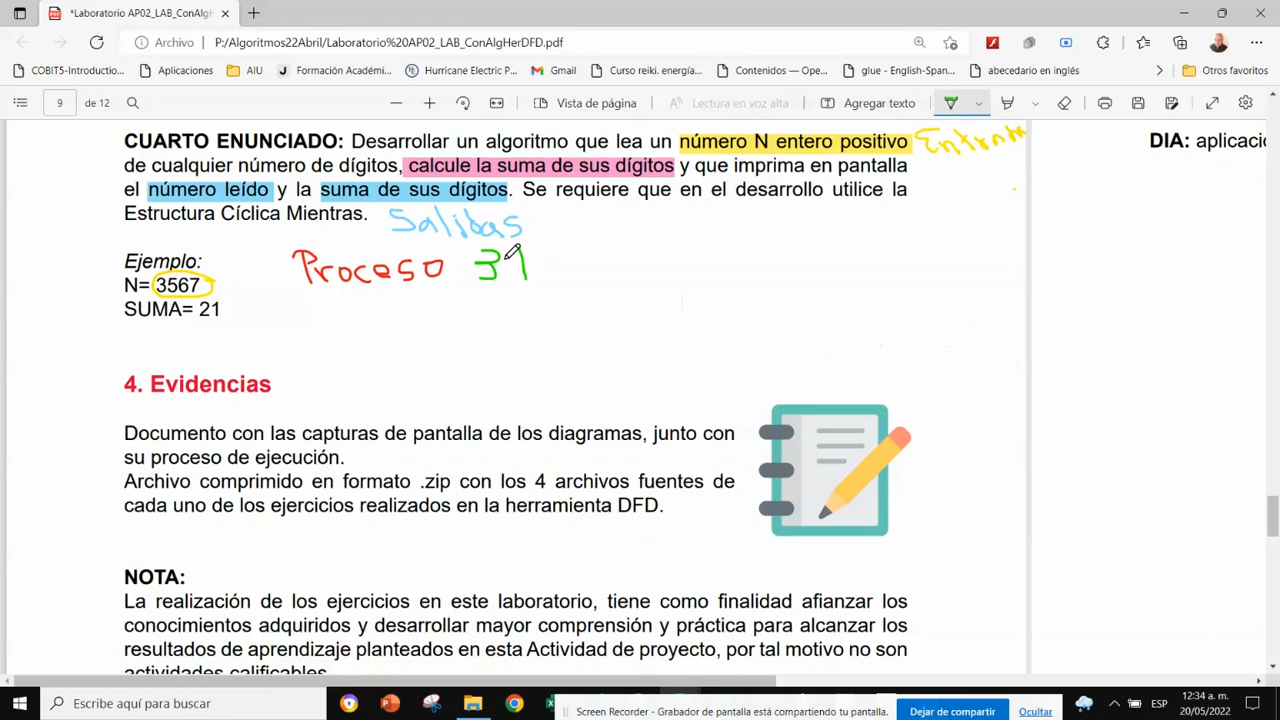 *Laboratorio AP02_LAB_ConAlgH
Archivo P:/Algoritmos22Abril/Laboratorio%20AP02_LAB_ConAlgHerDFD.pdf
COBIT5-Introductio... Aplicaciones AIU Formación Académi... Hurricane Electric P... Gmail Curso reiki. energía... Contenidos — Ope... glue - English-Span... abecedario en inglés Otros favoritos
9 de 12 Vista de página Lectura en voz alta Agregar texto
CUARTO ENUNCIADO: Desarrollar un algoritmo que lea un número N entero positivo
de cualquier número de dígitos, calcule la suma de sus dígitos y que imprima en pantalla
el número leído y la suma de sus dígitos. Se requiere que en el desarrollo utilice la
Estructura Cíclica Mientras. Salidas
DIA: aplicaci
Ejemplo:
Proceso
N= 3567
SUMA= 21
4. Evidencias
Documento con las capturas de pantalla de los diagramas, junto con
su proceso de ejecución.
Archivo comprimido en formato .zip con los 4 archivos fuentes de
cada uno de los ejercicios realizados en la herramienta DFD.
NOTA:
La realización de los ejercicios en este laboratorio, tiene como finalidad afianzar los
conocimientos adquiridos y desarrollar mayor comprensión y práctica para alcanzar los
resultados de aprendizaje planteados en esta Actividad de proyecto, por tal motivo no son
actividades calificables.
Escribe aquí para buscar
Screen Recorder - Grabador de pantalla está compartiendo tu pantalla. Dejar de compartir Ocultar
ESP
12:34 a. m.
20/05/2022